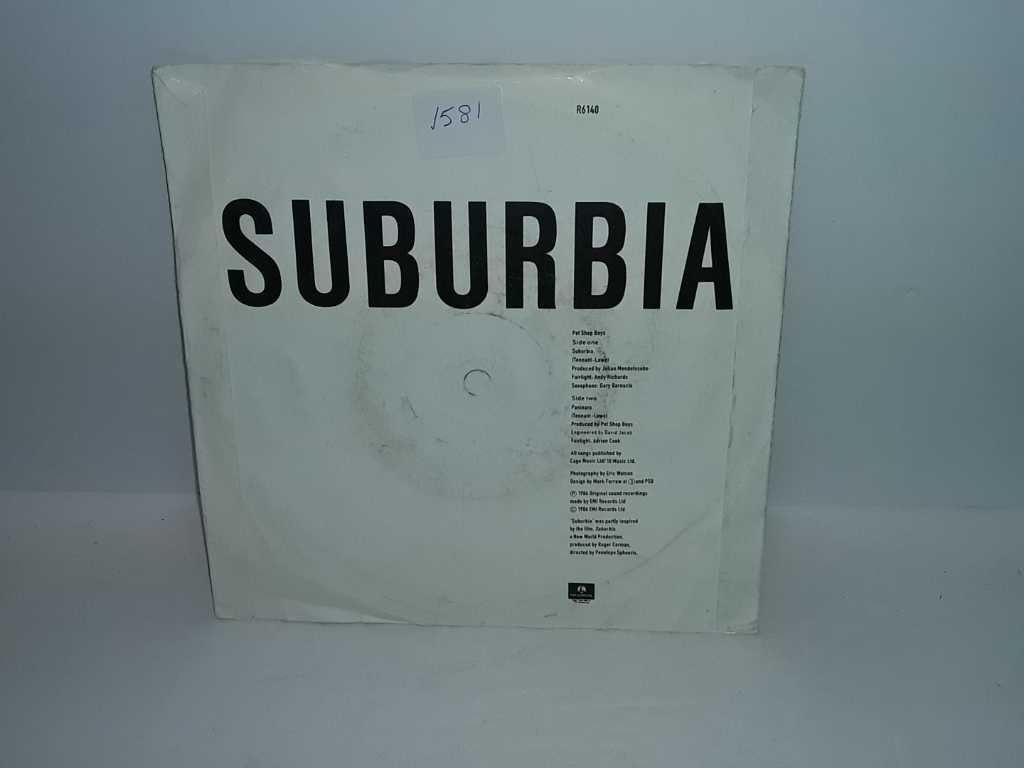 1581
R6140
SUBURBIA
Pet Shop Boys
Side one
Suburbia
(Tennant-Lowe)
Produced by Julian Mendelsohn
Fairlight: Andy Richards
Saxophone: Gary Barnacle
Side two
Paninaro
(Tennant-Lowe)
Produced by Pet Shop Boys
Engineered by David Jacob
Fairlight: Adrian Cook
All songs published by
Cage Music Ltd/10 Music Ltd.
Photography by Eric Watson
Design by Mark Farrow at 3 and PSB
Ⓟ 1986 Original sound recordings
made by EMI Records Ltd
© 1986 EMI Records Ltd
'Suburbia' was partly inspired
by the film, Suburbia,
a New World Production,
produced by Roger Corman,
directed by Penelope Spheeris.